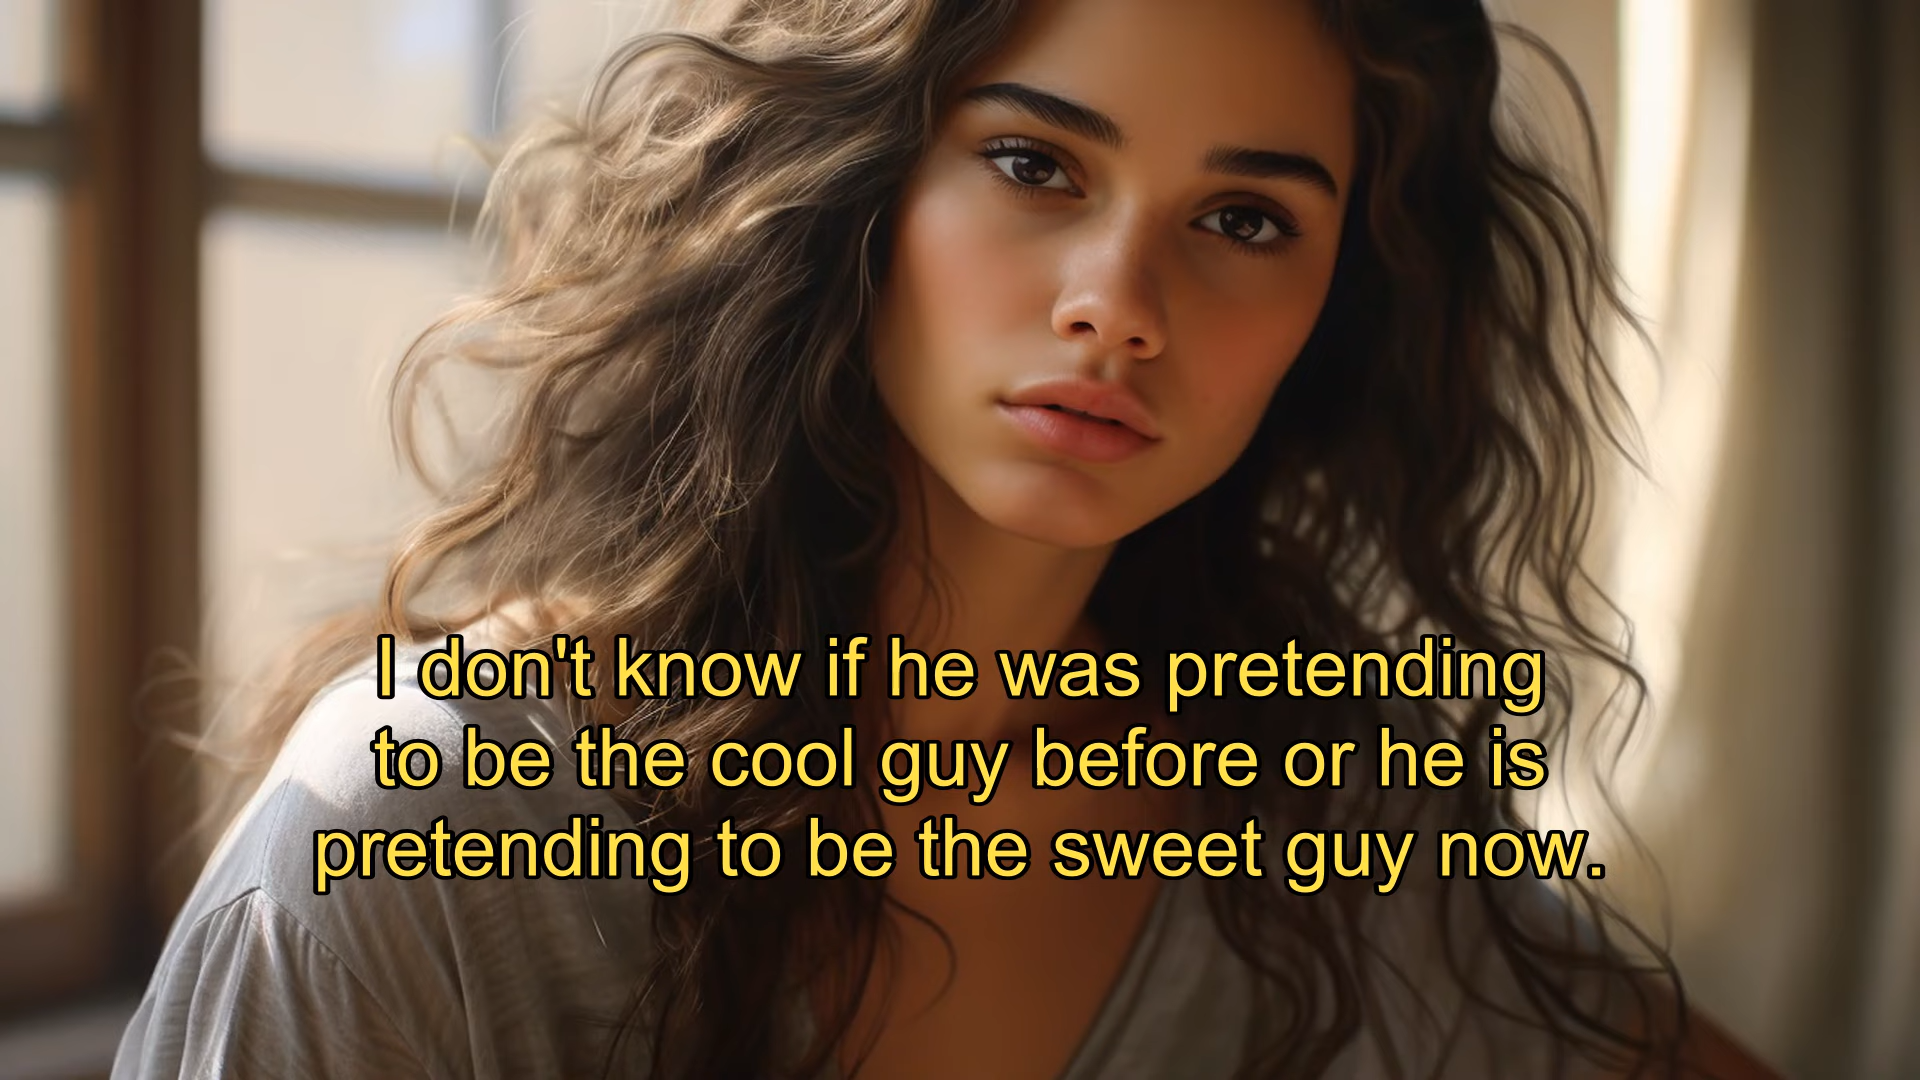 I don't know if he was pretending
to be the cool guy before or he is
pretending to be the sweet guy now.